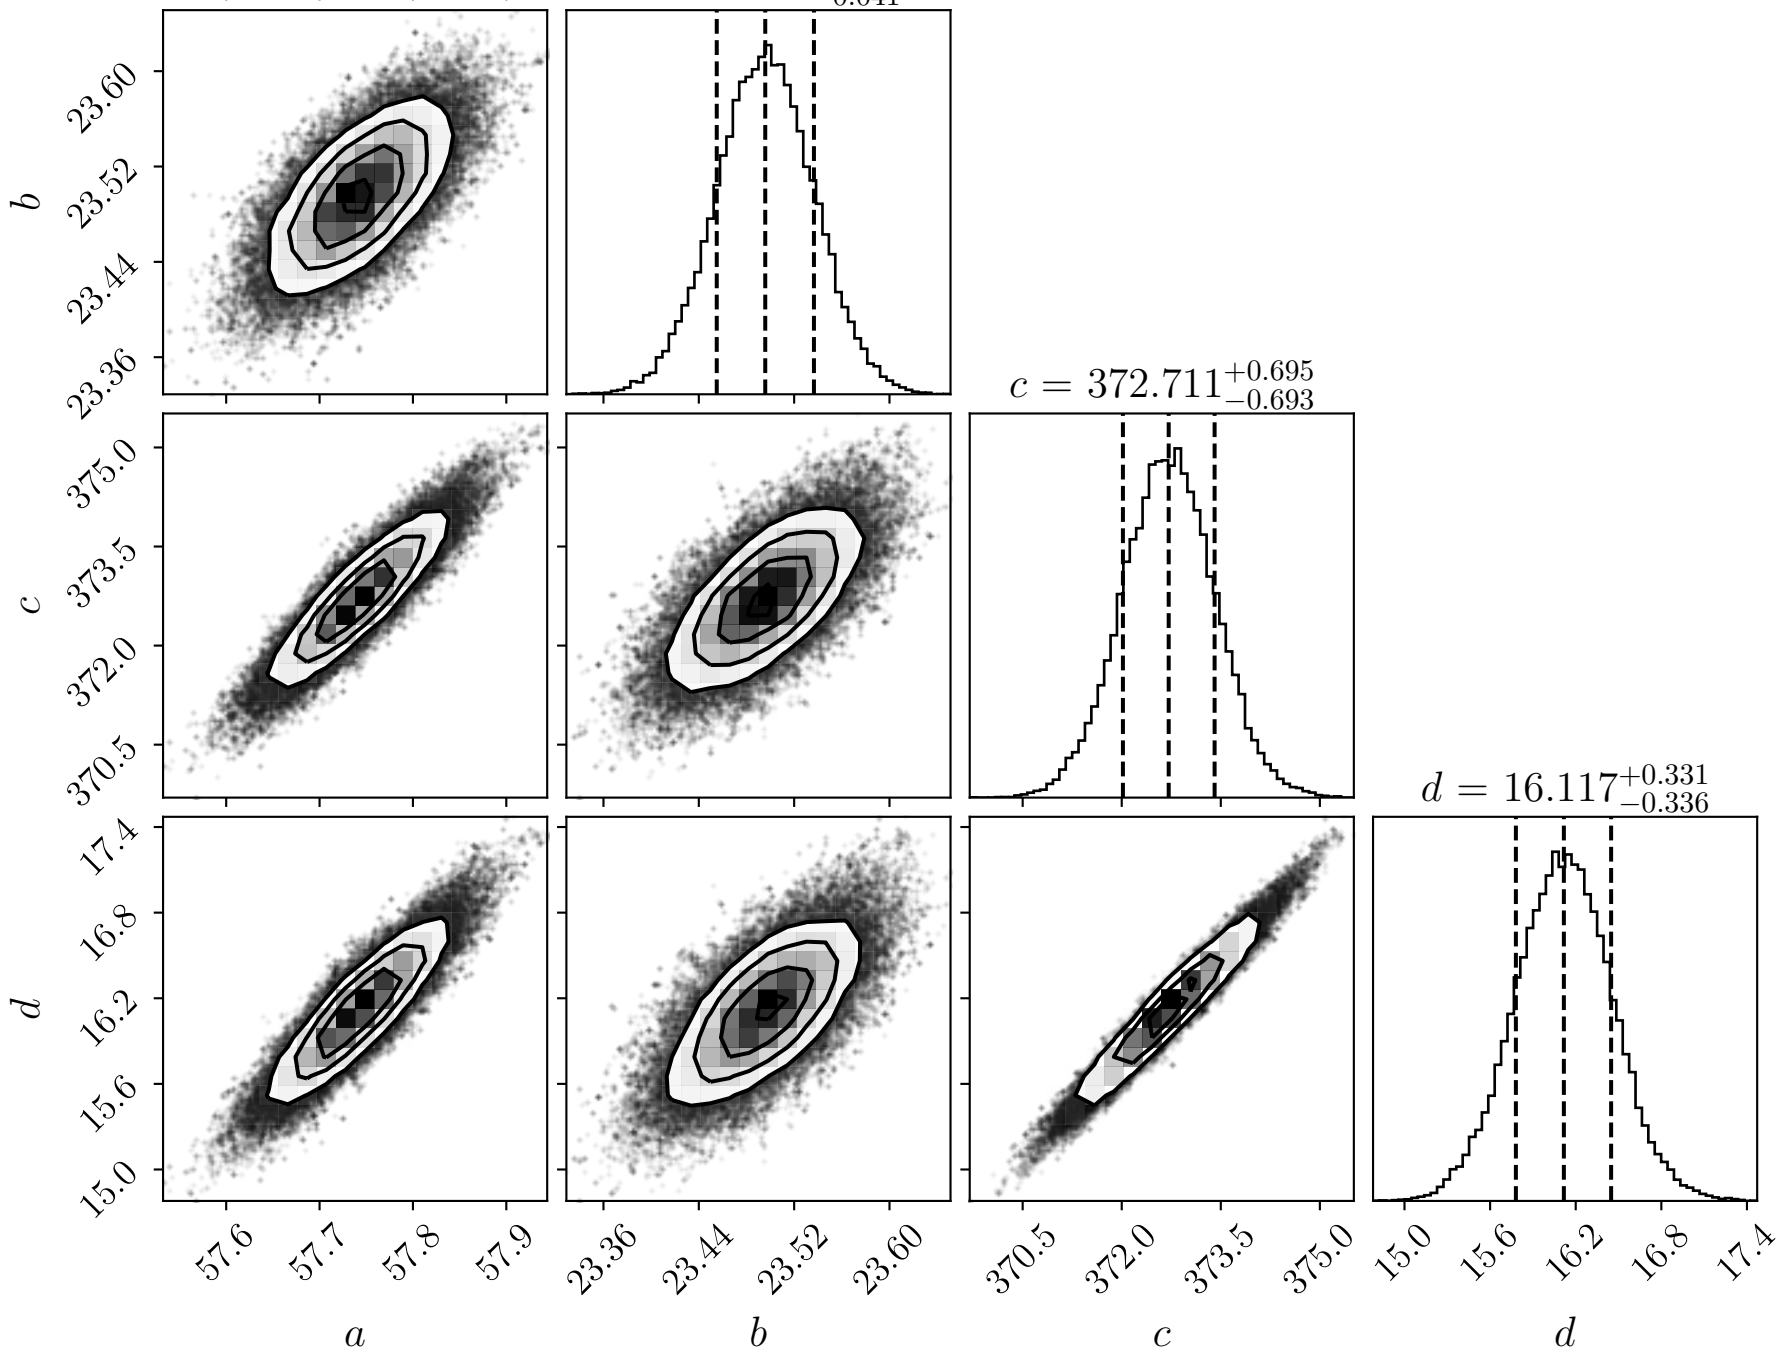 23.60
23.52
23.44
23.36
b
c = 372.711 +0.695 −0.693
375.0
373.5
372.0
370.5
c
d = 16.117 +0.331 −0.336
17.4
16.8
16.2
15.6
15.0
d
57.6 57.7 57.8 57.9
23.36 23.44 23.52 23.60
370.5 372.0 373.5 375.0
15.0 15.6 16.2 16.8 17.4
a b c d